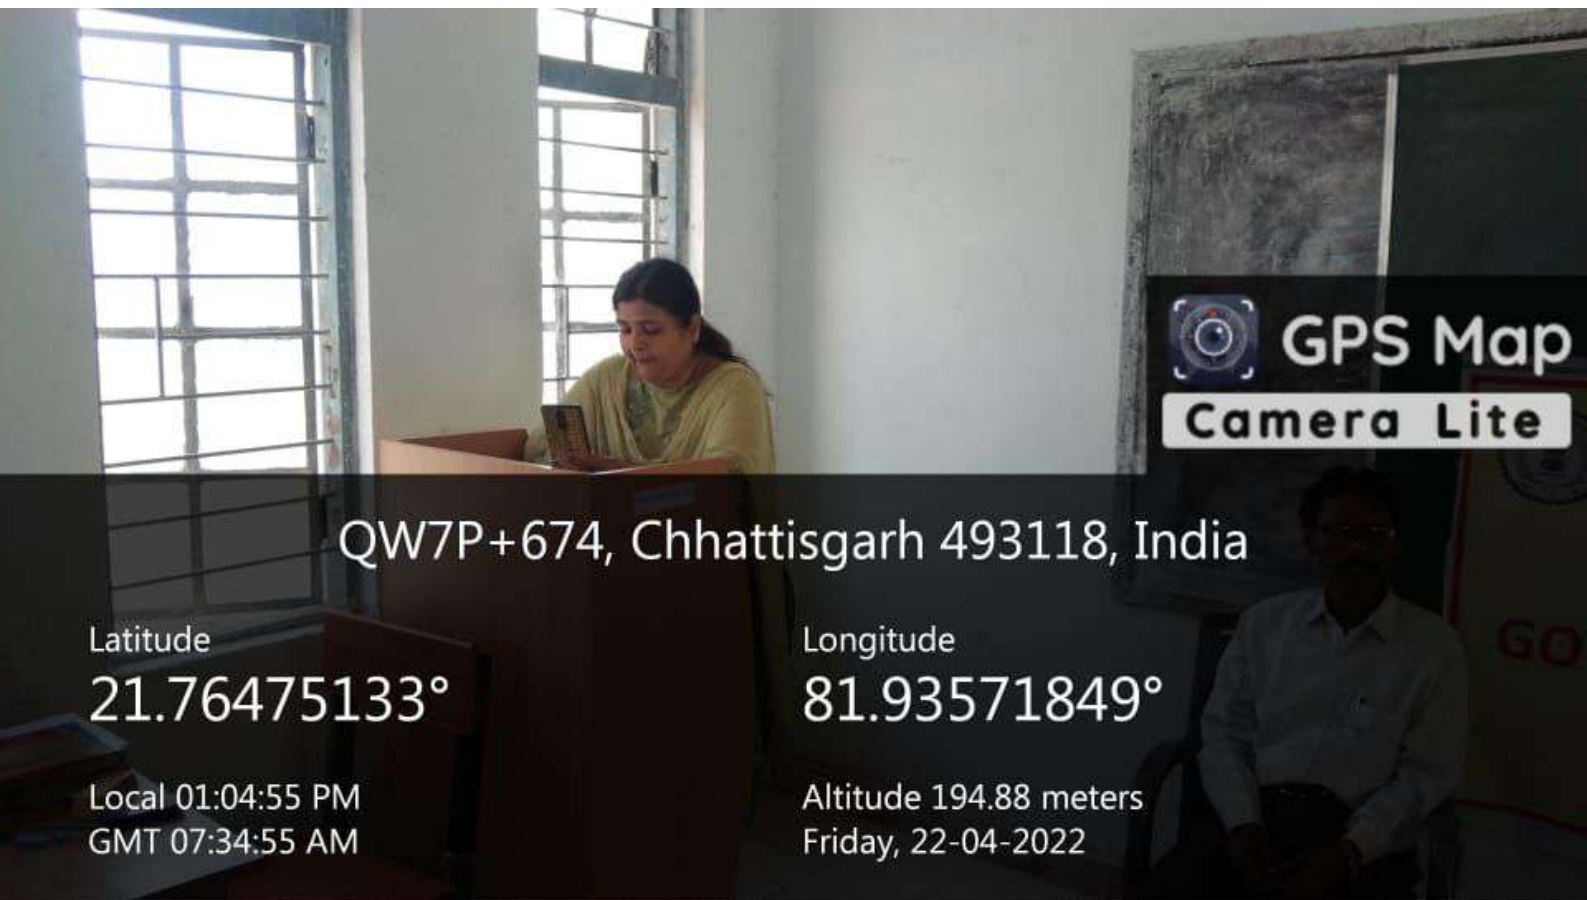 GPS Map
Camera Lite
QW7P+674, Chhattisgarh 493118, India
Latitude
21.76475133°
Longitude
81.93571849°
Local 01:04:55 PM
GMT 07:34:55 AM
Altitude 194.88 meters
Friday, 22-04-2022
GO